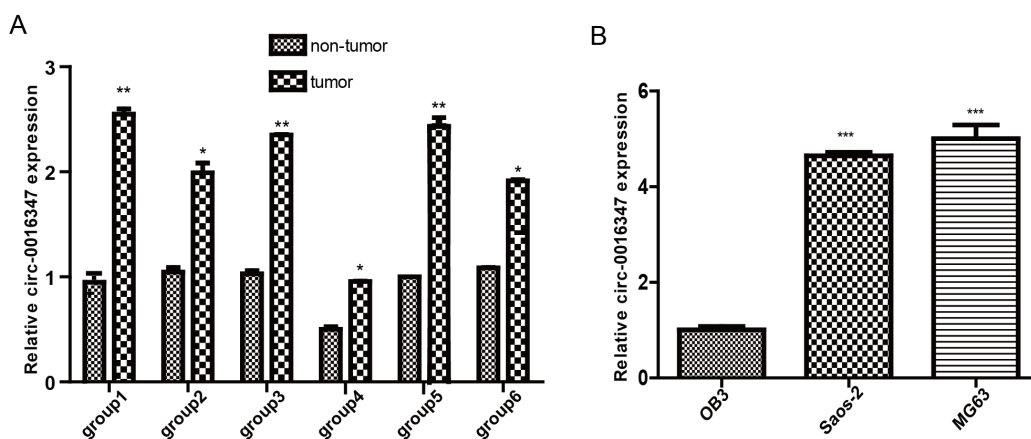 A
non-tumor
tumor
Relative circ-0016347 expression
3
2
1
0
**
*
**
*
**
*
group1
group2
group3
group4
group5
group6
B
Relative circ-0016347 expression
6
4
2
0
***
***
OB3
Saos-2
MG63